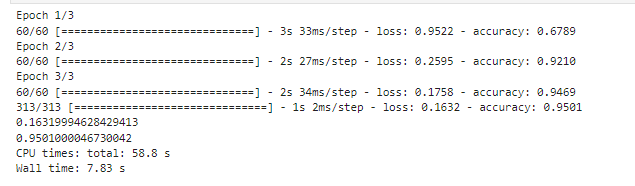 Epoch 1/3
60/60 [==============================] - 3s 33ms/step - loss: 0.9522 - accuracy: 0.6789
Epoch 2/3
60/60 [==============================] - 2s 27ms/step - loss: 0.2595 - accuracy: 0.9210
Epoch 3/3
60/60 [==============================] - 2s 34ms/step - loss: 0.1758 - accuracy: 0.9469
313/313 [==============================] - 1s 2ms/step - loss: 0.1632 - accuracy: 0.9501
0.16319994628429413
0.9501000046730042
CPU times: total: 58.8 s
Wall time: 7.83 s